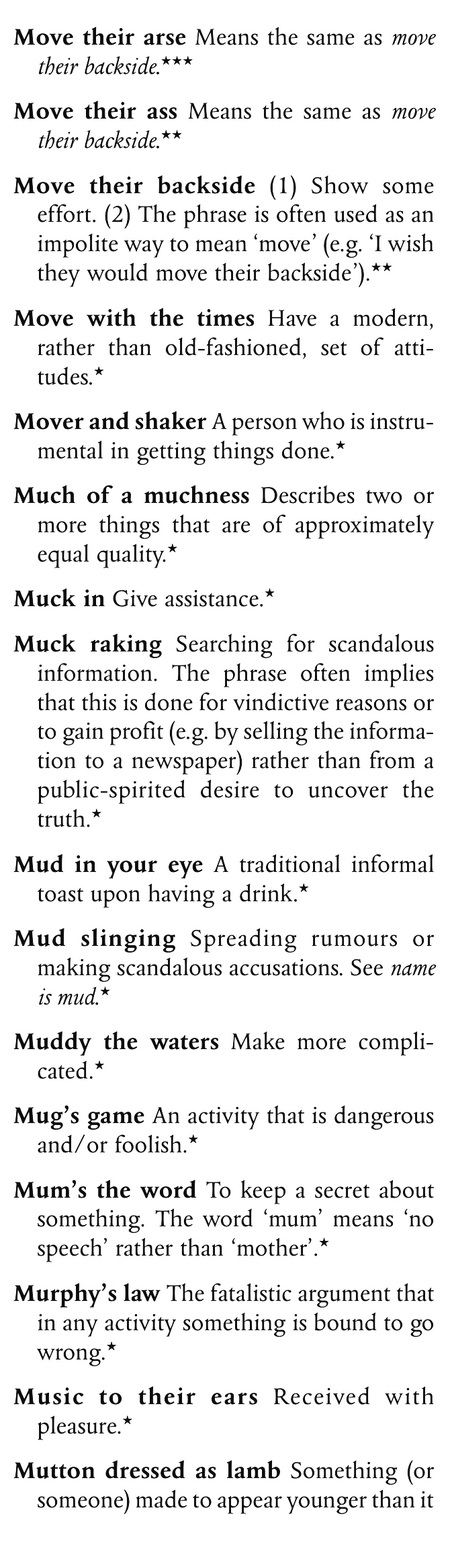 Move their arse Means the same as move
their backside.★★★
Move their ass Means the same as move
their backside.★★
Move their backside (1) Show some
effort. (2) The phrase is often used as an
impolite way to mean ‘move’ (e.g. ‘I wish
they would move their backside’).★★
Move with the times Have a modern,
rather than old-fashioned, set of atti-
tudes.★
Mover and shaker A person who is instru-
mental in getting things done.★
Much of a muchness Describes two or
more things that are of approximately
equal quality.★
Muck in Give assistance.★
Muck raking Searching for scandalous
information. The phrase often implies
that this is done for vindictive reasons or
to gain profit (e.g. by selling the informa-
tion to a newspaper) rather than from a
public-spirited desire to uncover the
truth.★
Mud in your eye A traditional informal
toast upon having a drink.★
Mud slinging Spreading rumours or
making scandalous accusations. See name
is mud.★
Muddy the waters Make more compli-
cated.★
Mug’s game An activity that is dangerous
and/or foolish.★
Mum’s the word To keep a secret about
something. The word ‘mum’ means ‘no
speech’ rather than ‘mother’.★
Murphy’s law The fatalistic argument that
in any activity something is bound to go
wrong.★
Music to their ears Received with
pleasure.★
Mutton dressed as lamb Something (or
someone) made to appear younger than it